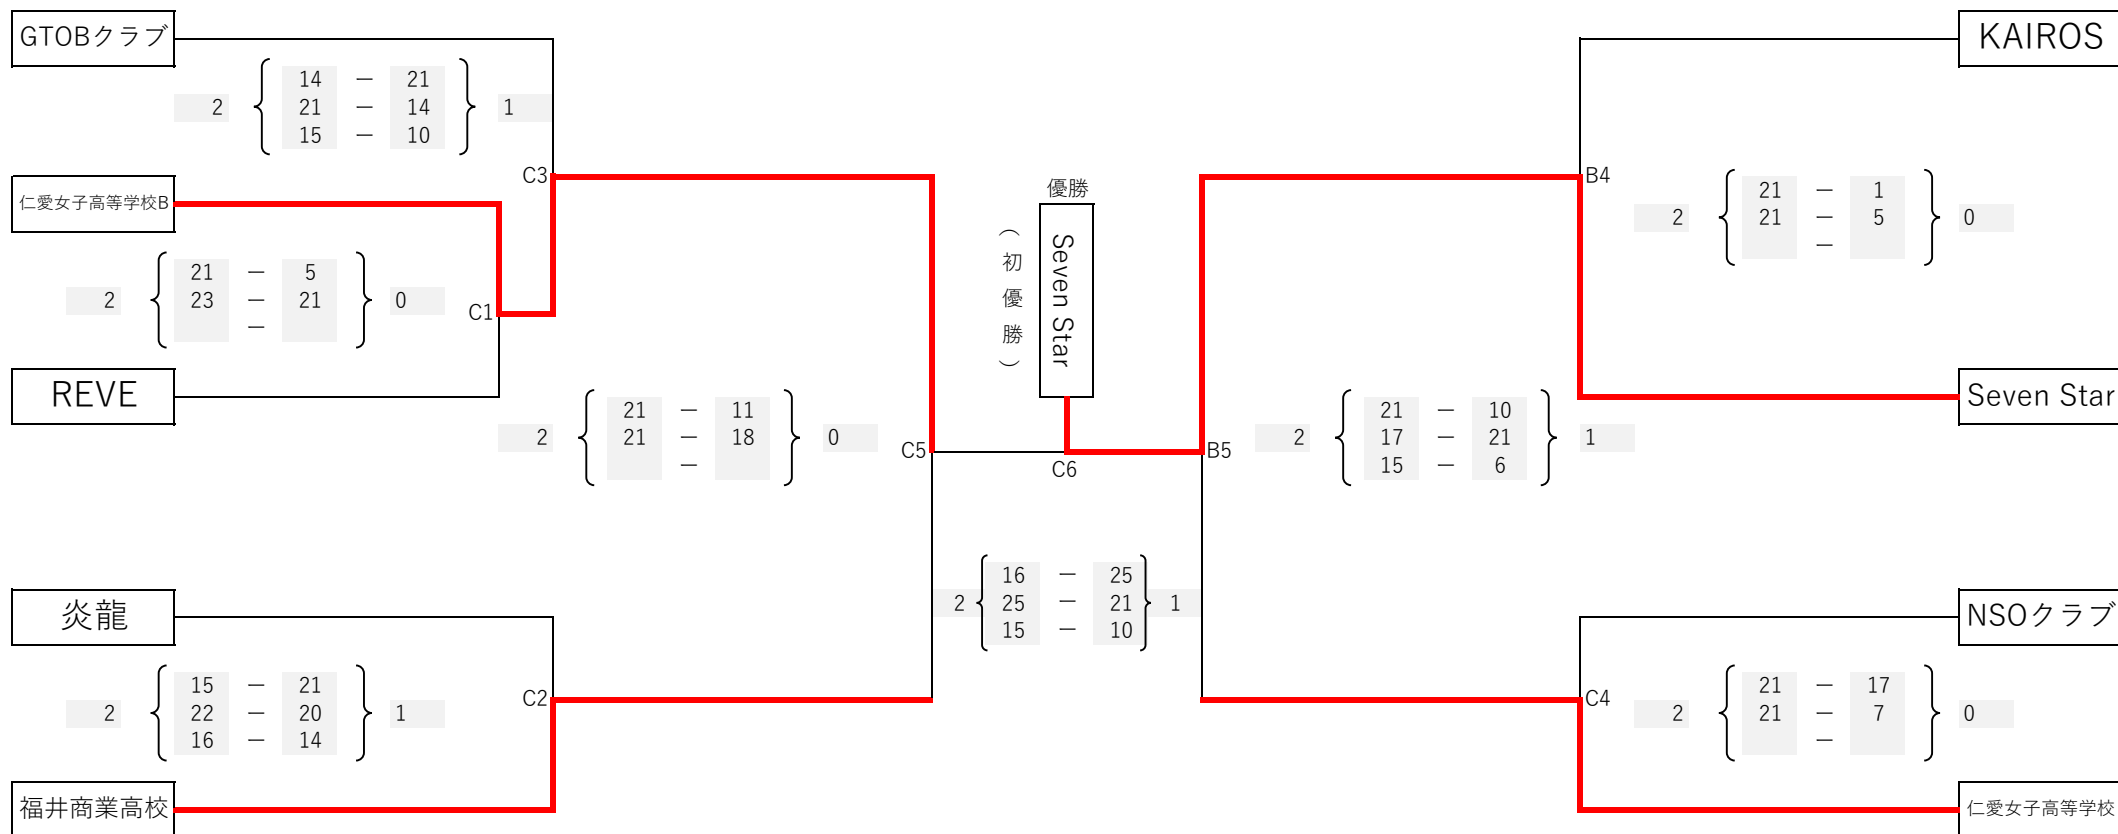 GTOBクラブ
KAIROS
14 ー 21
2 21 ー 14 1
15 ー 10
C3
B4
仁愛女子高等学校B
優勝
Seven Star
（初優勝）
21 ー 1
2 21 ー 5 0
ー
21 ー 5
2 23 ー 21 0
ー
C1
REVE
Seven Star
21 ー 11
2 21 ー 18 0
ー
C5
C6
B5
21 ー 10
2 17 ー 21 1
15 ー 6
16 ー 25
2 25 ー 21 1
15 ー 10
炎龍
NSOクラブ
15 ー 21
2 22 ー 20 1
16 ー 14
C2
C4
21 ー 17
2 21 ー 7 0
ー
福井商業高校
仁愛女子高等学校